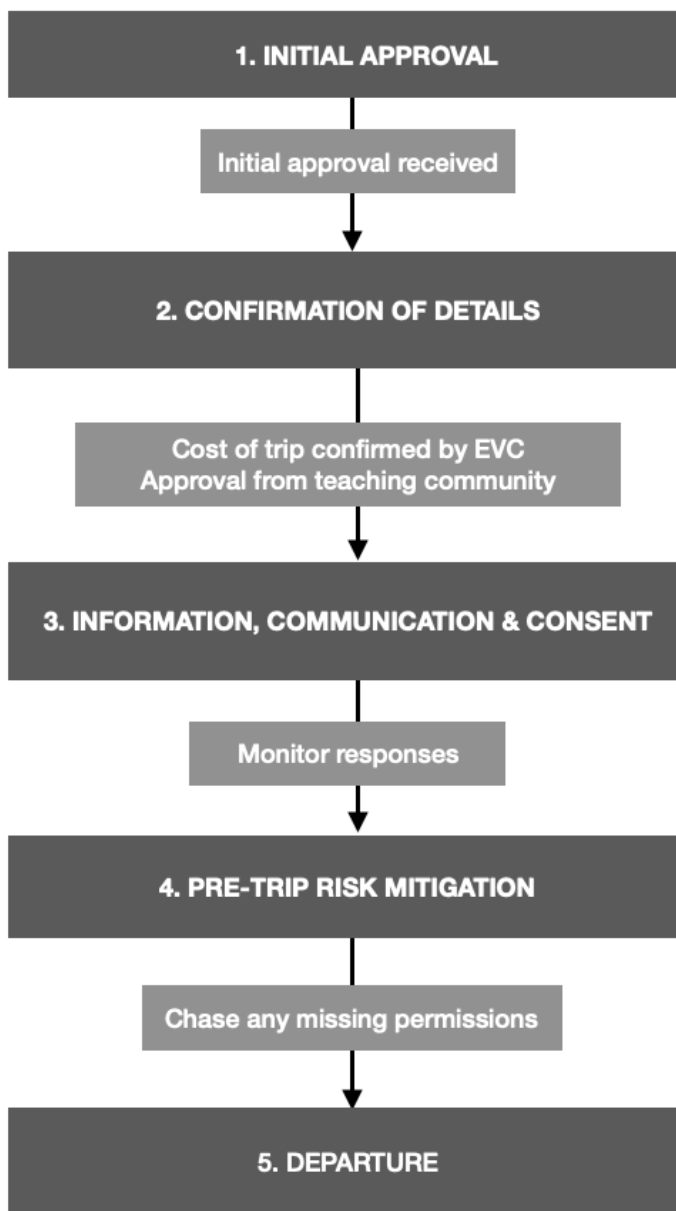 1. INITIAL APPROVAL
Initial approval received
2. CONFIRMATION OF DETAILS
Cost of trip confirmed by EVC
Approval from teaching community
3. INFORMATION, COMMUNICATION & CONSENT
Monitor responses
4. PRE-TRIP RISK MITIGATION
Chase any missing permissions
5. DEPARTURE